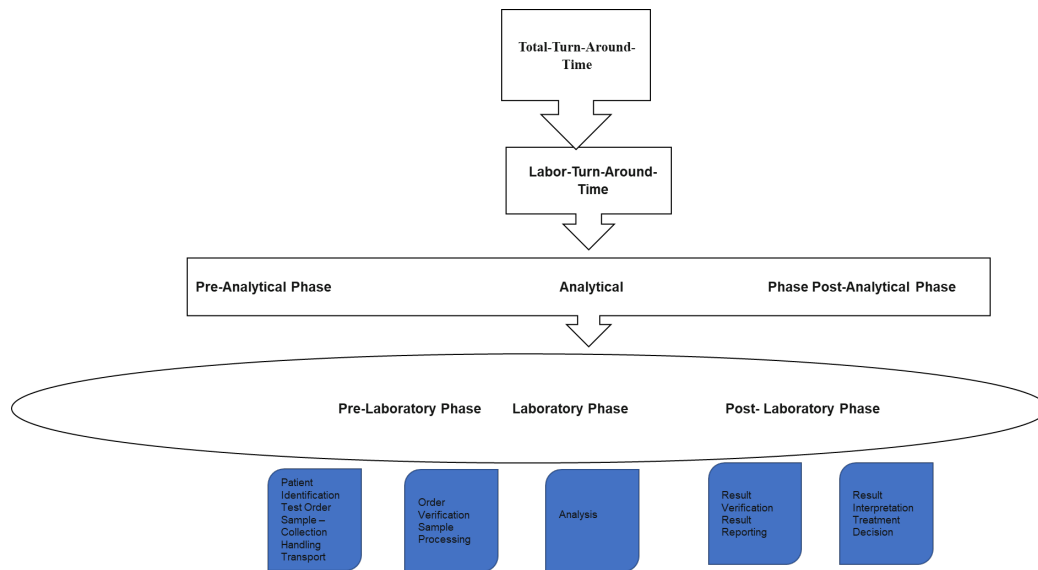 Total-Turn-Around-
Time
Labor-Turn-Around-
Time
Pre-Analytical Phase Analytical Phase Post-Analytical Phase
Pre-Laboratory Phase Laboratory Phase Post- Laboratory Phase
Patient
Identification
Test Order
Sample –
Collection
Handling
Transport
Order
Verification
Sample
Processing
Analysis
Result
Verification
Result
Reporting
Result
Interpretation
Treatment
Decision